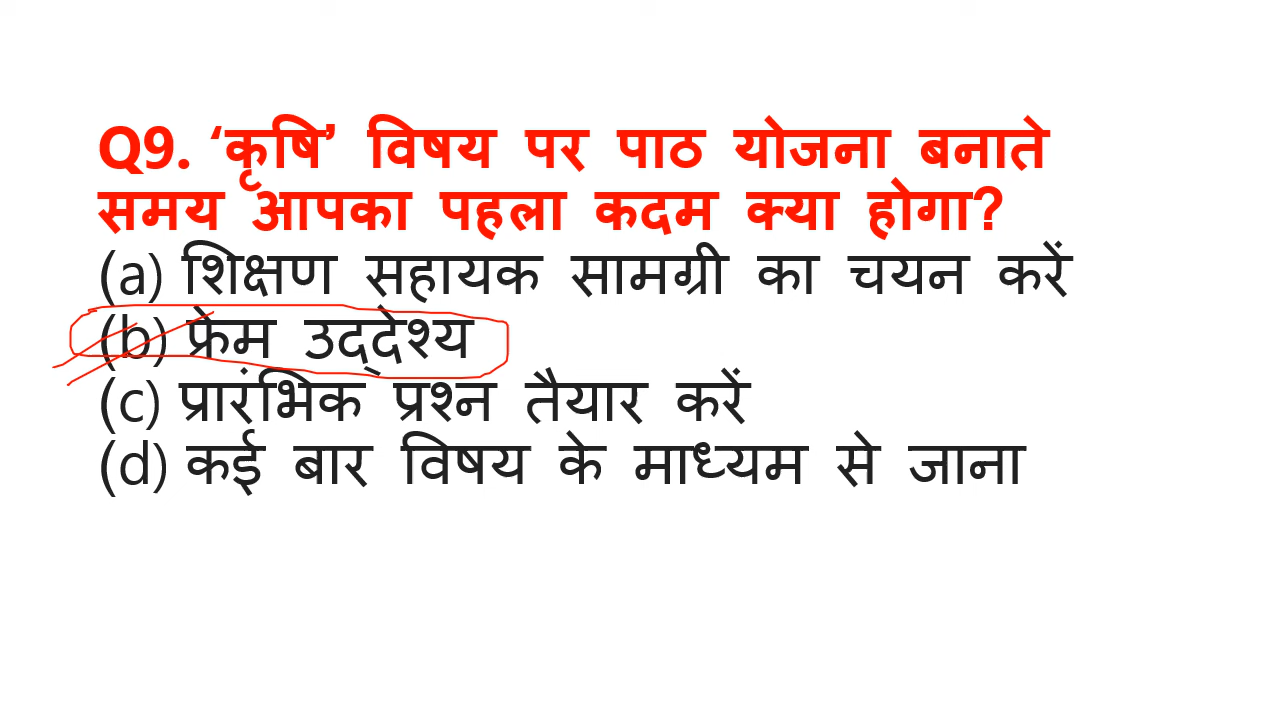 Q9. ‘कृषि’ विषय पर पाठ योजना बनाते
समय आपका पहला कदम क्या होगा?
(a) शिक्षण सहायक सामग्री का चयन करें
(b) फ्रेम उद्देश्य
(c) प्रारंभिक प्रश्न तैयार करें
(d) कई बार विषय के माध्यम से जाना